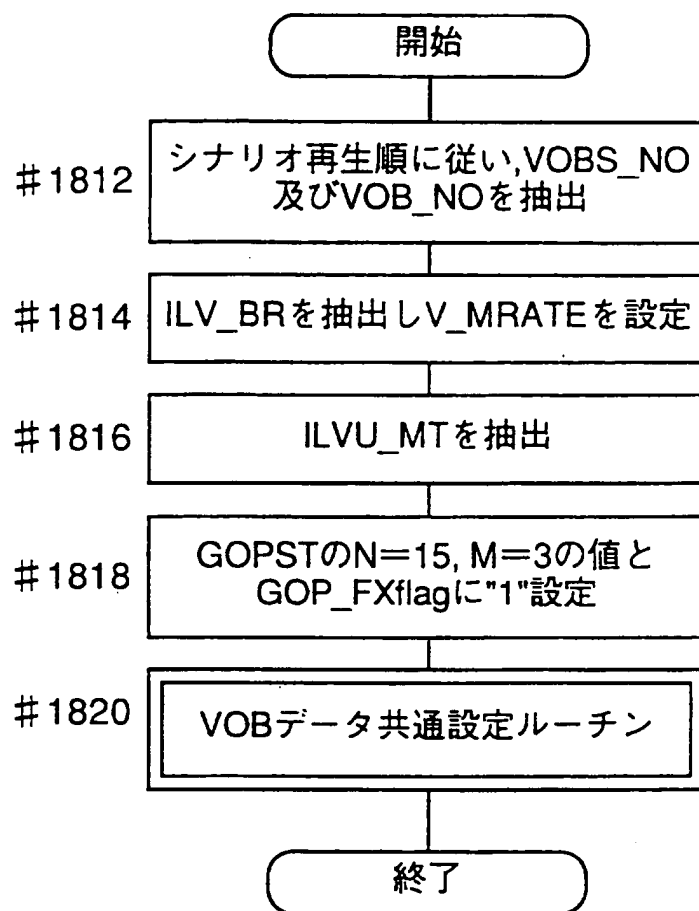 開始
#1812
シナリオ再生順に従い,VOBS_NO
及びVOB_NOを抽出
#1814
ILV_BRを抽出しV_MRATEを設定
#1816
ILVU_MTを抽出
#1818
GOPSTのN=15, M=3の値と
GOP_FXflagに"1"設定
#1820
VOBデータ共通設定ルーチン
終了